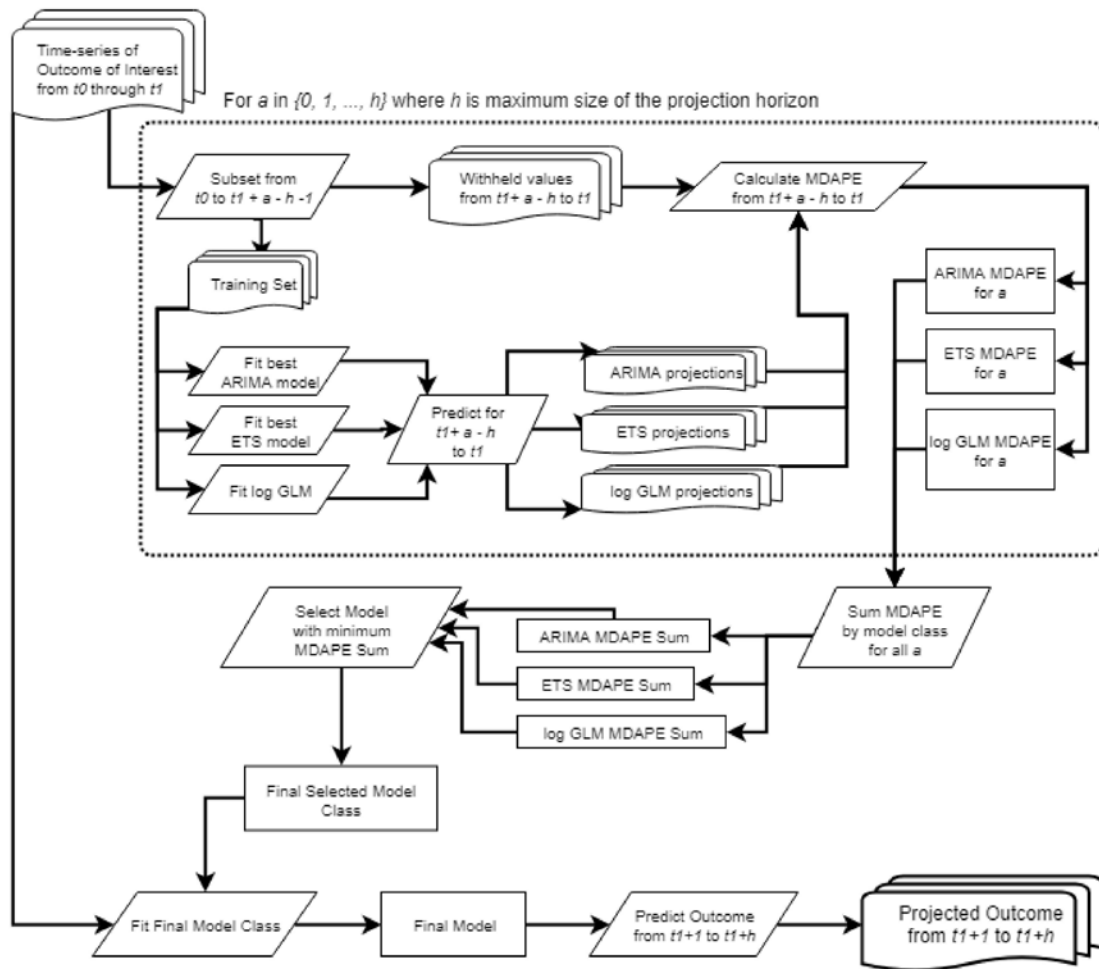 Time-series of
Outcome of Interest
from t0 through t1
For a in {0, 1, ..., h} where h is maximum size of the projection horizon
Subset from
t0 to t1 + a - h -1
Withheld values
from t1+ a - h to t1
Calculate MDAPE
from t1+ a - h to t1
Training Set
ARIMA MDAPE
for a
ETS MDAPE
for a
log GLM MDAPE
for a
Fit best
ARIMA model
Fit best
ETS model
Fit log GLM
Predict for
t1+ a - h
to t1
ARIMA projections
ETS projections
log GLM projections
Select Model
with minimum
MDAPE Sum
ARIMA MDAPE Sum
ETS MDAPE Sum
log GLM MDAPE Sum
Sum MDAPE
by model class
for all a
Final Selected Model
Class
Fit Final Model Class
Final Model
Predict Outcome
from t1+1 to t1+h
Projected Outcome
from t1+1 to t1+h